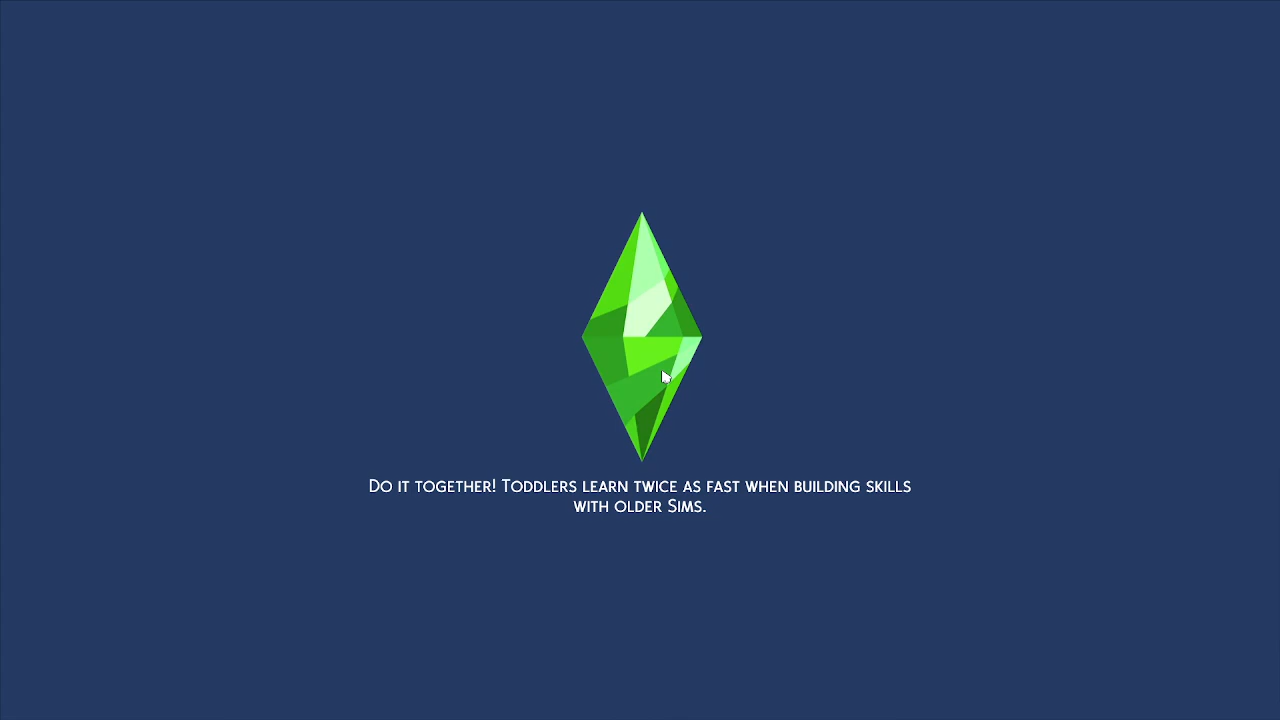 Do it together! Toddlers learn twice as fast when building skills
with older Sims.